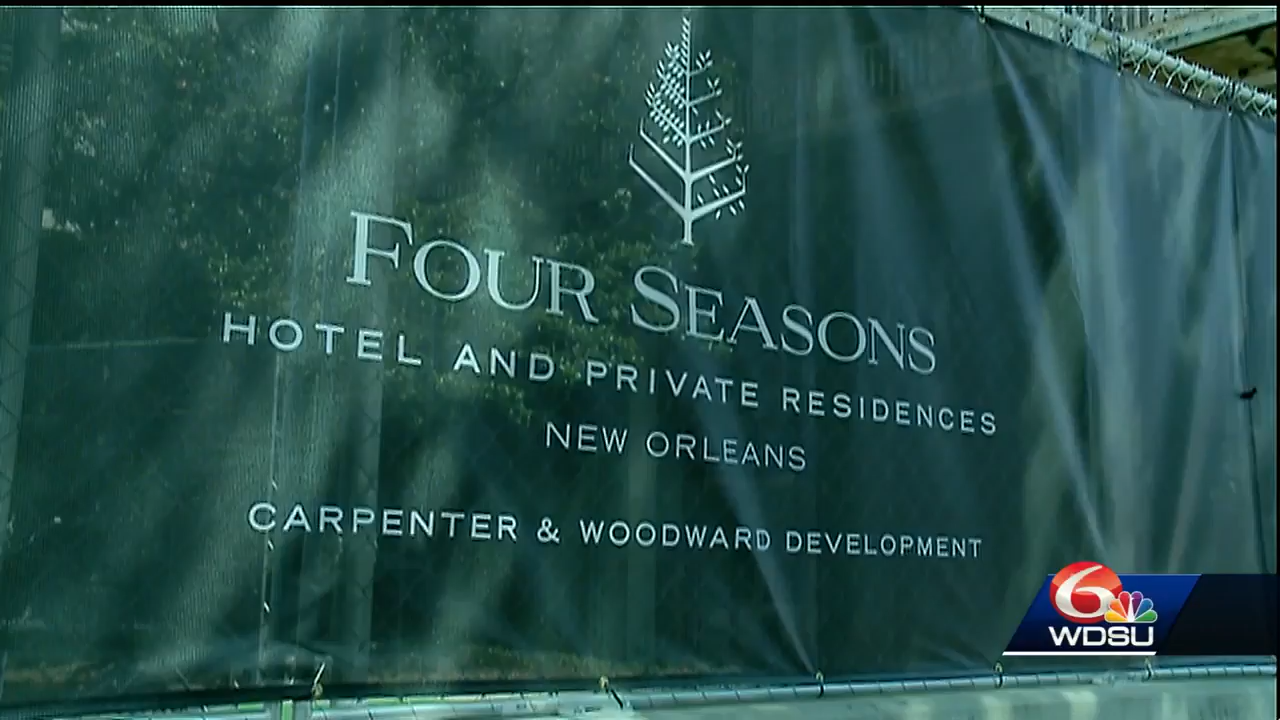 FOUR SEASONS
HOTEL AND PRIVATE RESIDENCES
NEW ORLEANS
CARPENTER & WOODWARD DEVELOPMENT
6
WDSU